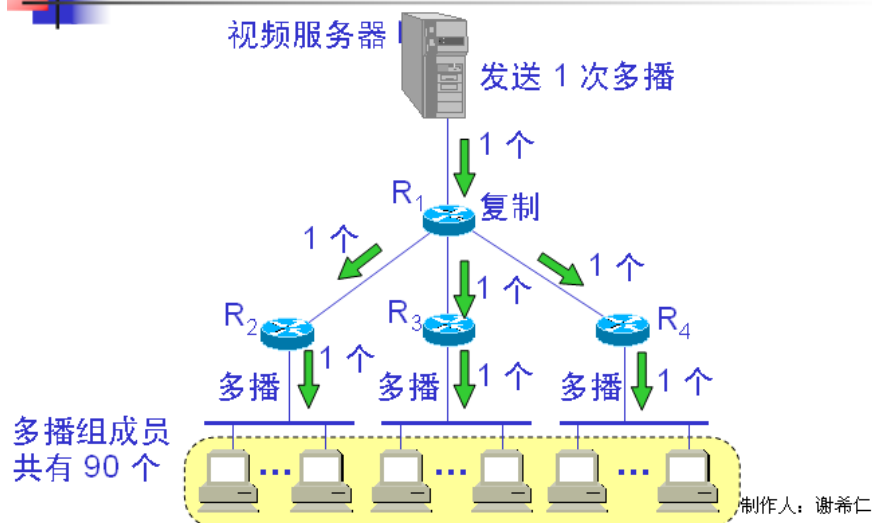 视频服务器
发送 1 次多播
1 个
R1
复制
1 个
1 个
1 个
R2
R3
R4
1 个
1 个
1 个
多播
多播
多播
多播组成员
共有 90 个
...
...
...
制作人:谢希仁